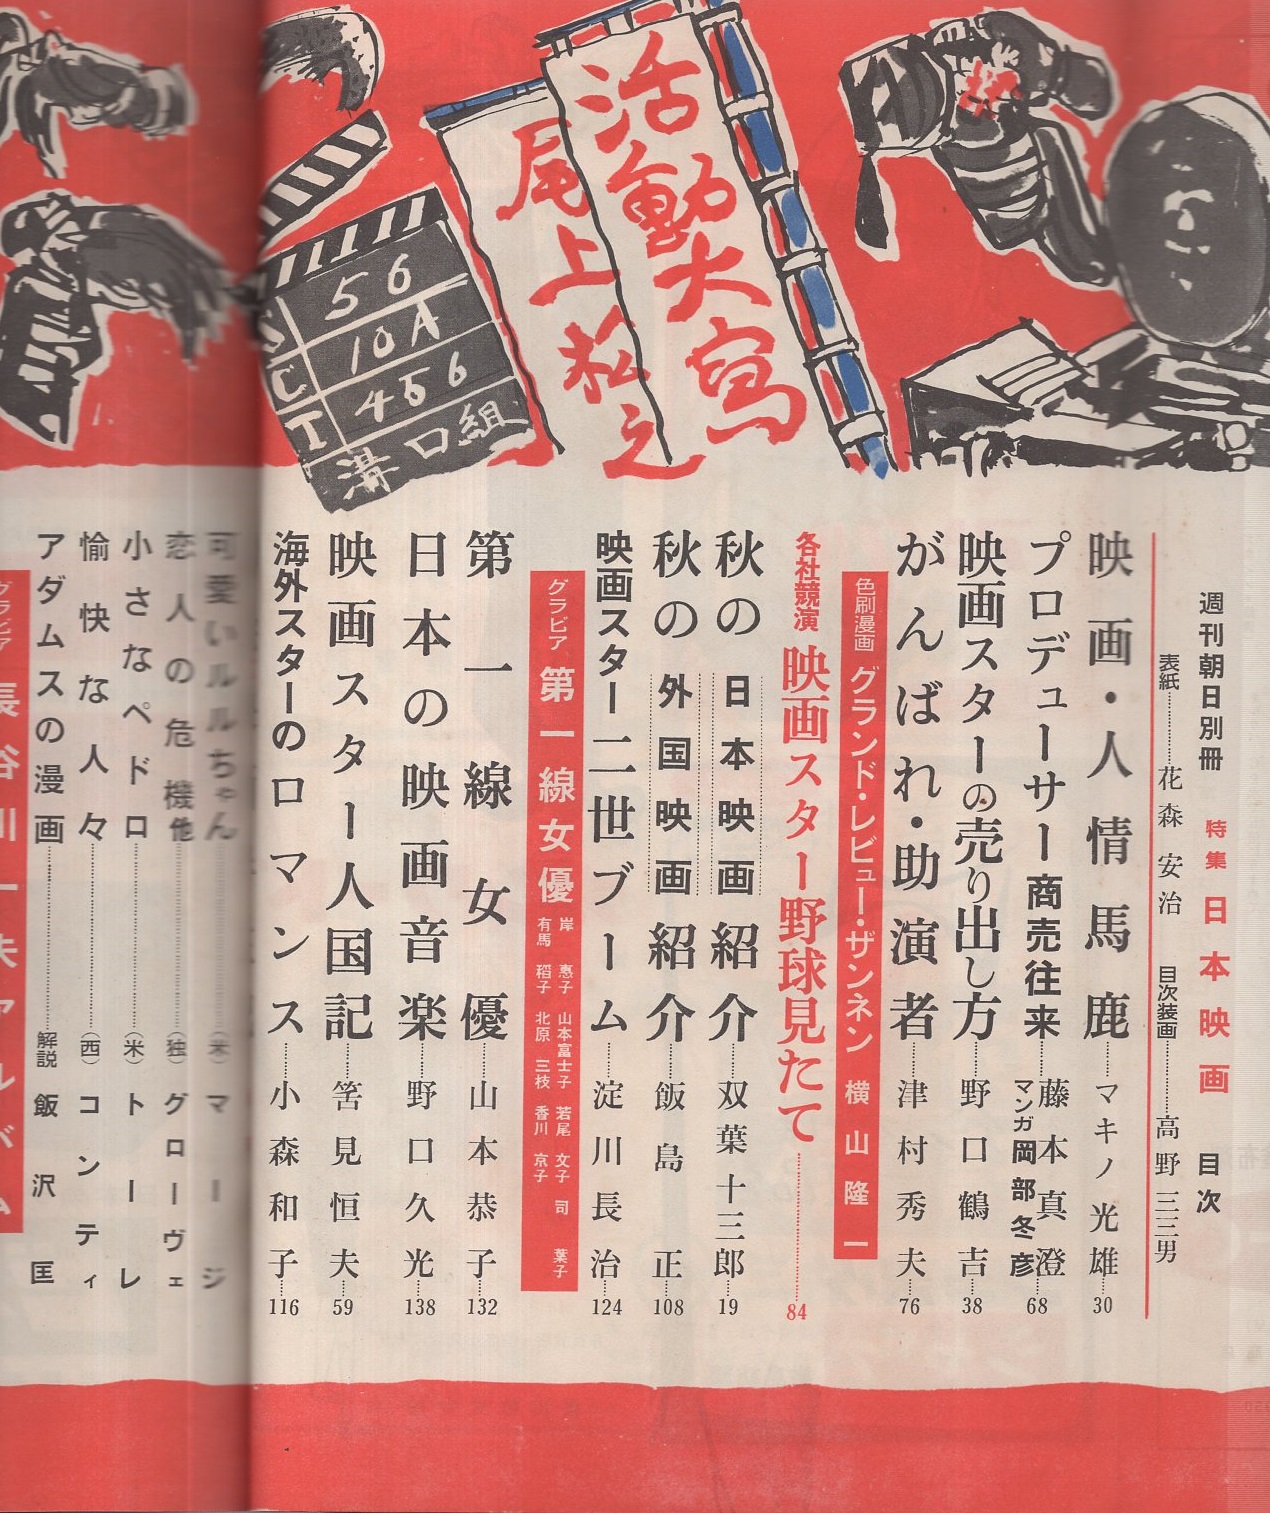 活動大寫
尾上松之
56
10A
456
溝口組
S
C
T
週刊朝日別冊 特集 日本映画 目次
表紙 花森安治 目次装画 高野三三男
映画・人情馬鹿 マキノ光雄 30
プロデューサー商売往来 藤本真澄 マンガ 岡部冬彦 68
映画スターの売り出し方 野口鶴吉 38
がんばれ・助演者 津村秀夫 76
色刷漫画 グランド・レビュー・ザンネン 横山隆一
各社競演 映画スター野球見たて 84
秋の日本映画紹介 双葉十三郎 19
秋の外国映画紹介 飯島正 108
映画スター二世ブーム 淀川長治 124
グラビア 第一線女優 岸惠子 山本富士子 若尾文子 司葉子
有馬稲子 北原三枝 香川京子
第一線女優 山本恭子 132
日本の映画音楽 野口久光 138
映画スター人国記 筈見恒夫 59
海外スターのロマンス 小森和子 116
可愛いルルちゃん (米) マージ
恋人の危機他 (独) グローヴェ
小さなペドロ (米) トーレ
愉快な人々 (西) コンティ
アダムスの漫画 解説 飯沢匡
グラビア 長谷川一夫アルバム